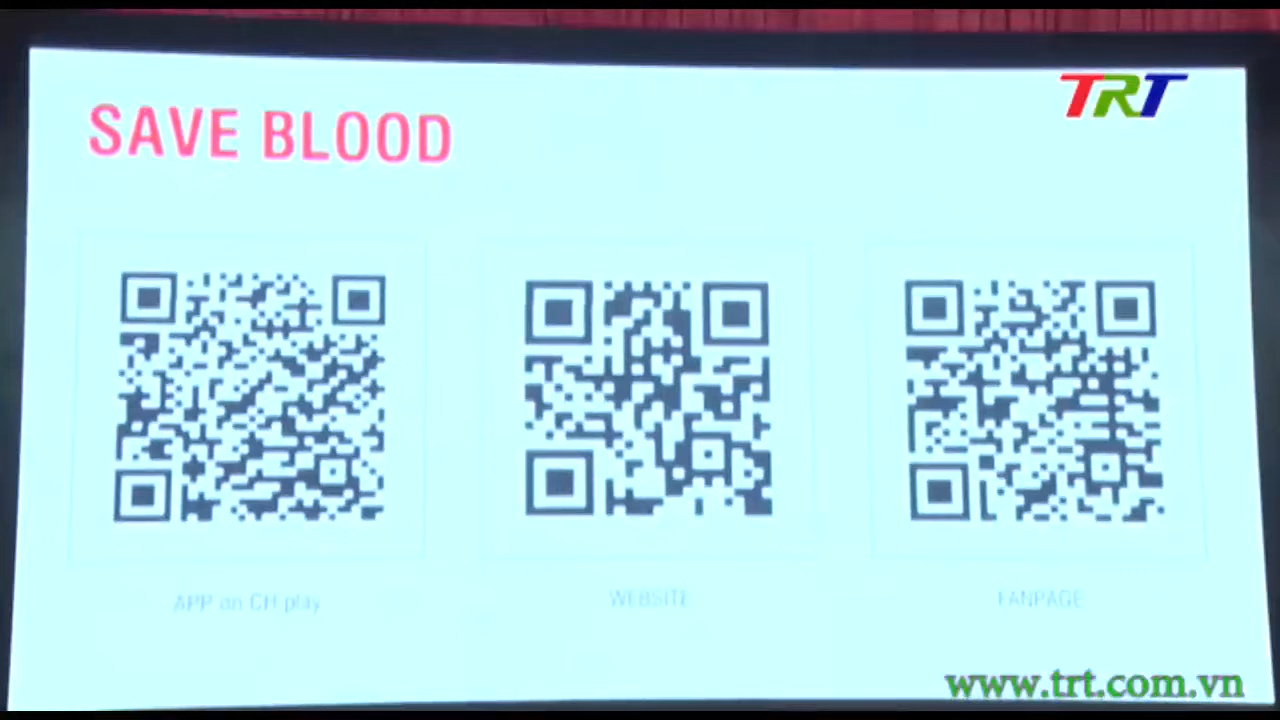 TRT
SAVE BLOOD
APP on CH play
WEBSITE
FANPAGE
www.trt.com.vn